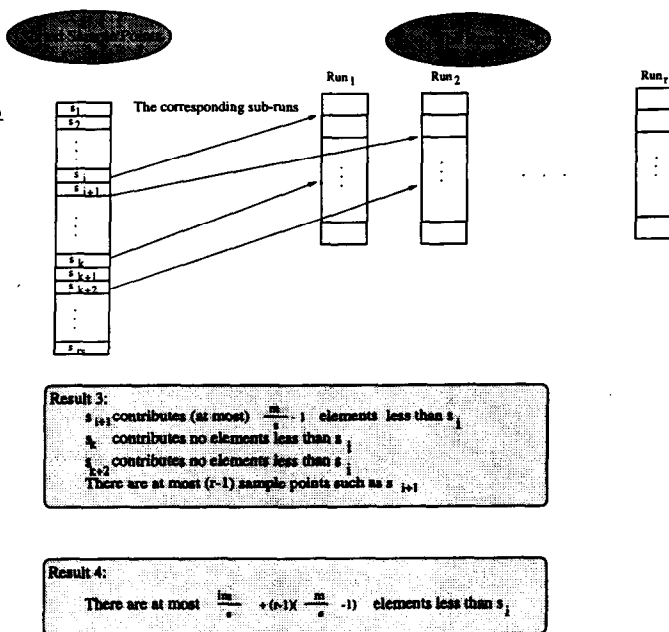 Run 1
Run 2
Run r
The corresponding sub-runs
s 1
s 2
s i
s i+1
s k
s k+1
s k+2
s rs
Result 3:
s i+1 contributes (at most) m/s - 1 elements less than s i
s k contributes no elements less than s i
s k+2 contributes no elements less than s i
There are at most (r-1) sample points such as s i+1
Result 4:
There are at most im/s + (r-1)( m/s -1) elements less than s i